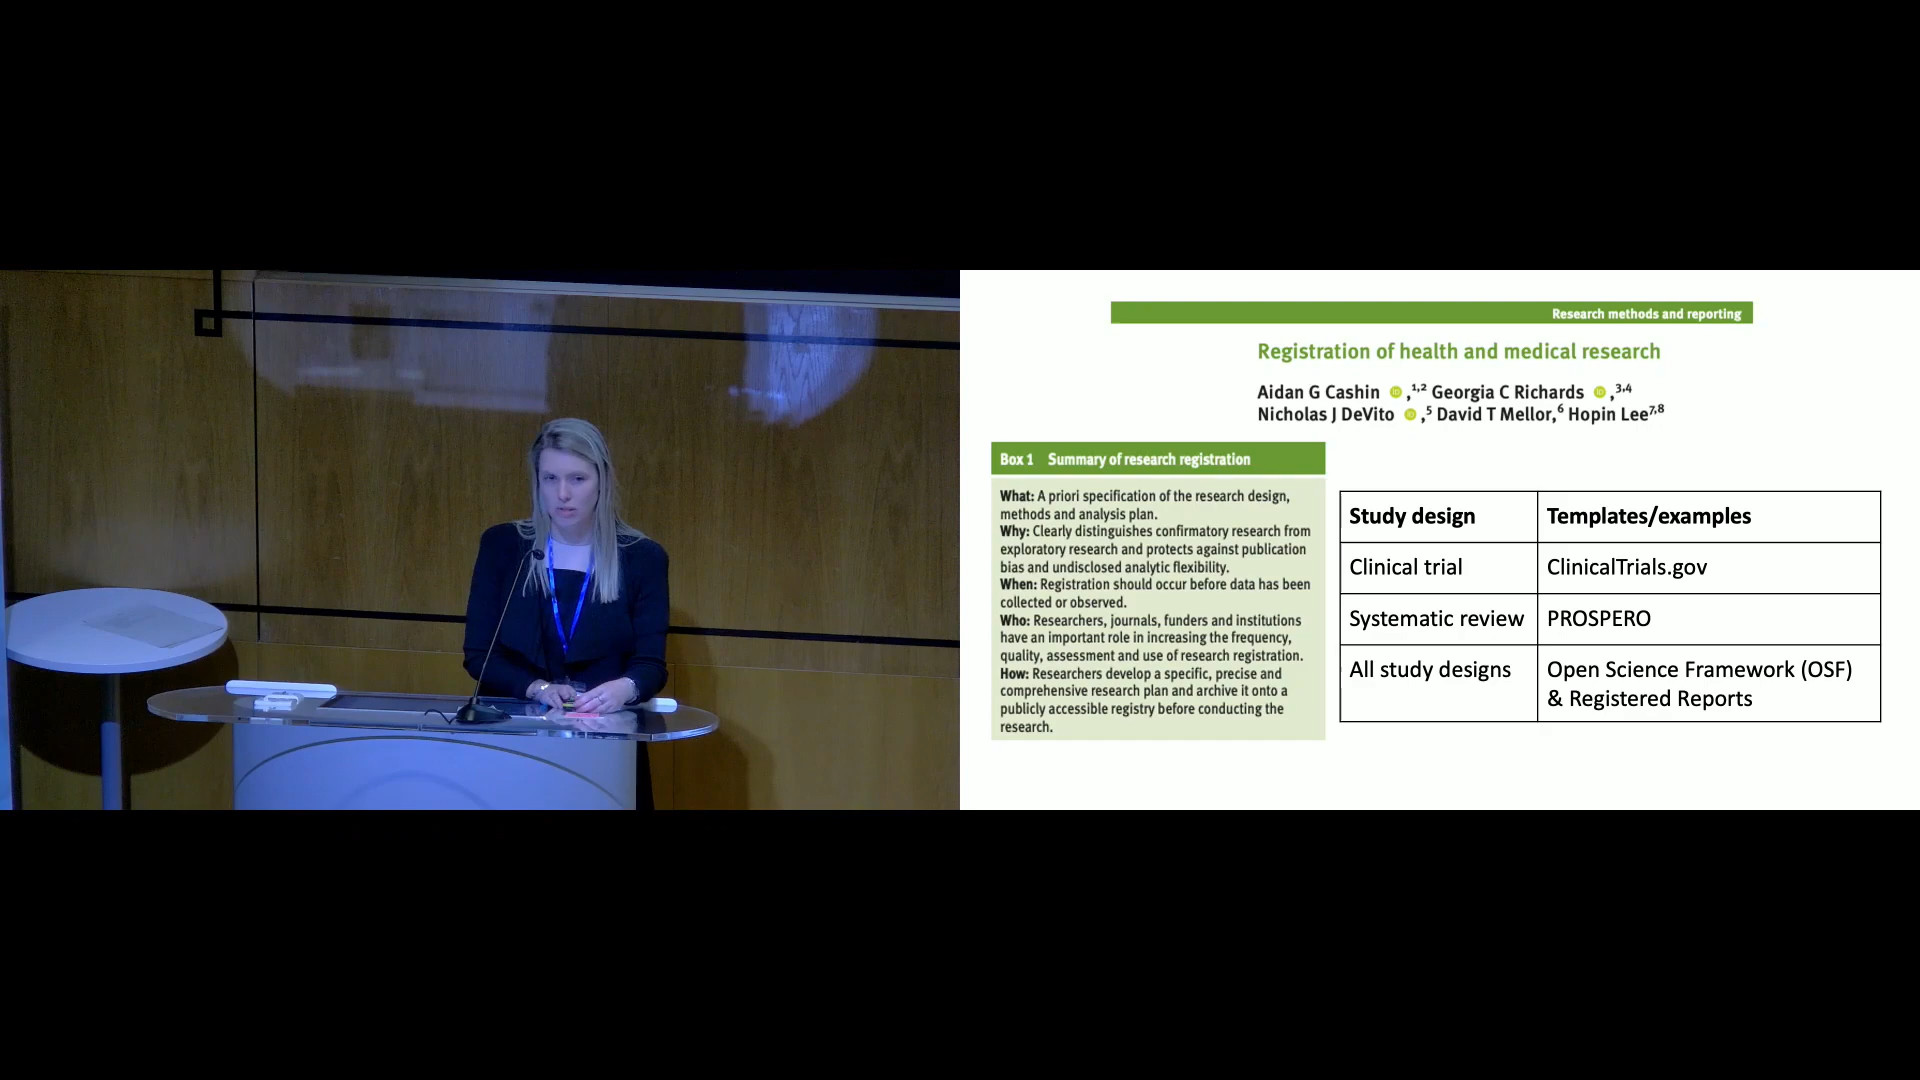 Research methods and reporting
Registration of health and medical research
Aidan G Cashin iD ,1,2 Georgia C Richards iD ,3,4
Nicholas J DeVito iD ,5 David T Mellor,6 Hopin Lee7,8
Box 1 Summary of research registration
What: A priori specification of the research design,
methods and analysis plan.
Why: Clearly distinguishes confirmatory research from
exploratory research and protects against publication
bias and undisclosed analytic flexibility.
When: Registration should occur before data has been
collected or observed.
Who: Researchers, journals, funders and institutions
have an important role in increasing the frequency,
quality, assessment and use of research registration.
How: Researchers develop a specific, precise and
comprehensive research plan and archive it onto a
publicly accessible registry before conducting the
research.
Study design Templates/examples
Clinical trial ClinicalTrials.gov
Systematic review PROSPERO
All study designs Open Science Framework (OSF)
& Registered Reports